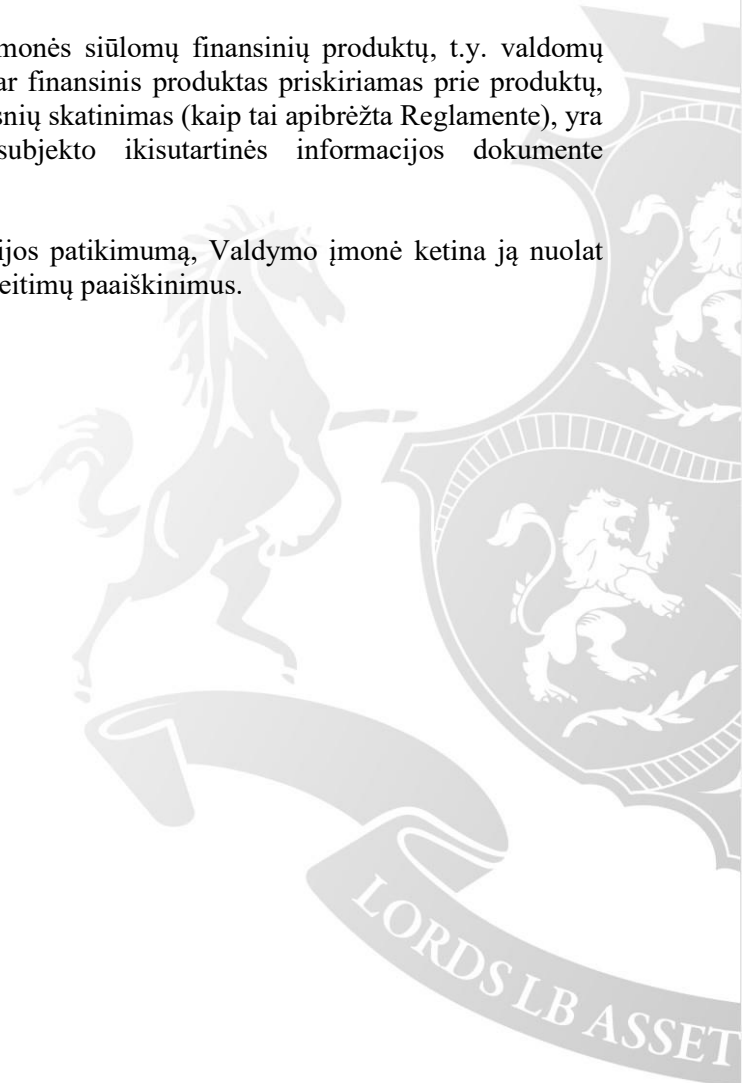 monės siūlomų finansinių produktų, t.y. valdomų
ar finansinis produktas priskiriamas prie produktų,
snių skatinimas (kaip tai apibrėžta Reglamente), yra
subjekto ikisutartinės informacijos dokumente
ijos patikimumą, Valdymo įmonė ketina ją nuolat
eitimų paaiškinimus.
LORDS LB ASSET